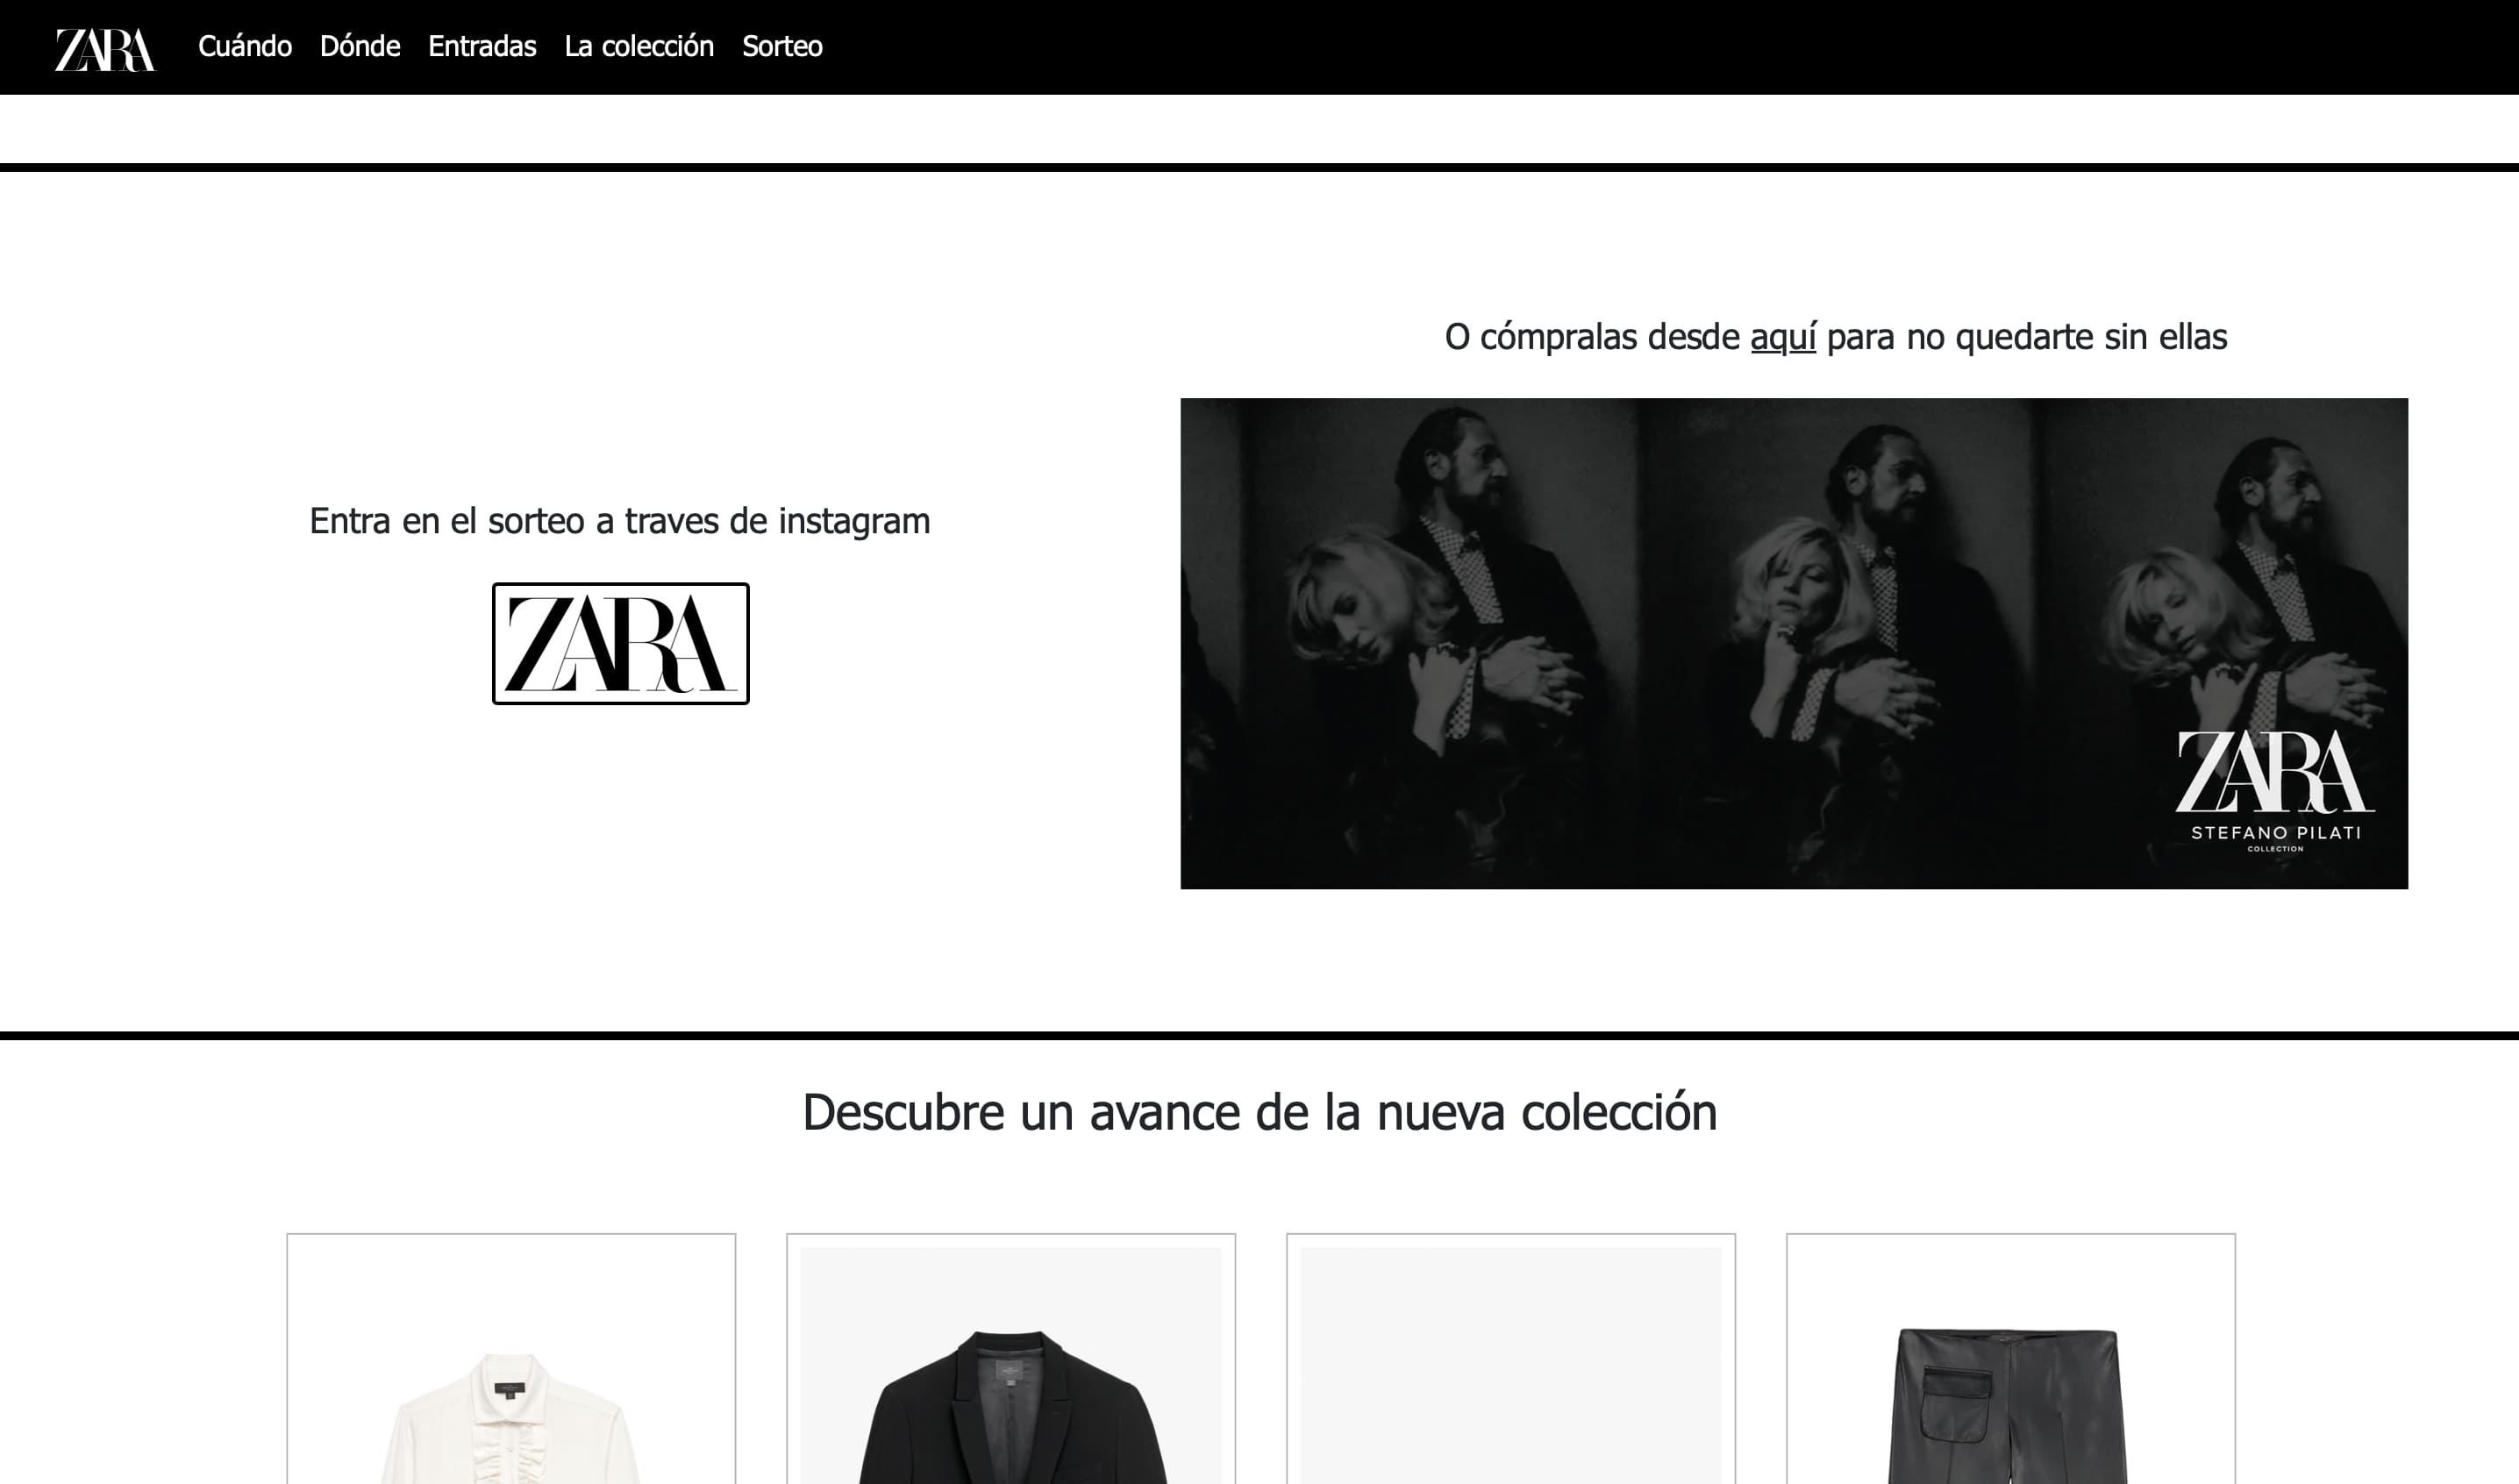 ZARA
Cuándo Dónde Entradas La colección Sorteo
O cómpralas desde aquí para no quedarte sin ellas
Entra en el sorteo a traves de instagram
ZARA
ZARA
STEFANO PILATI
COLLECTION
Descubre un avance de la nueva colección